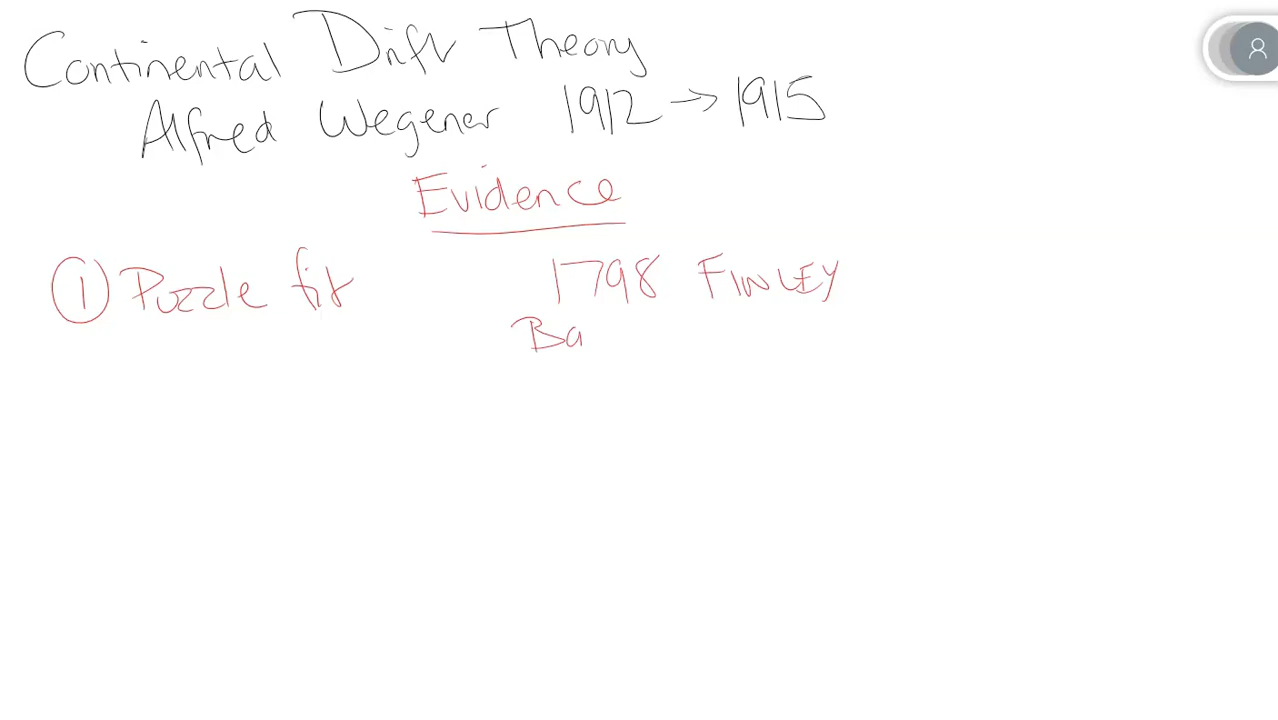 Continental Drift Theory
Alfred Wegener 1912 → 1915
Evidence
① Puzzle fit 1798 FINLEY
Ba